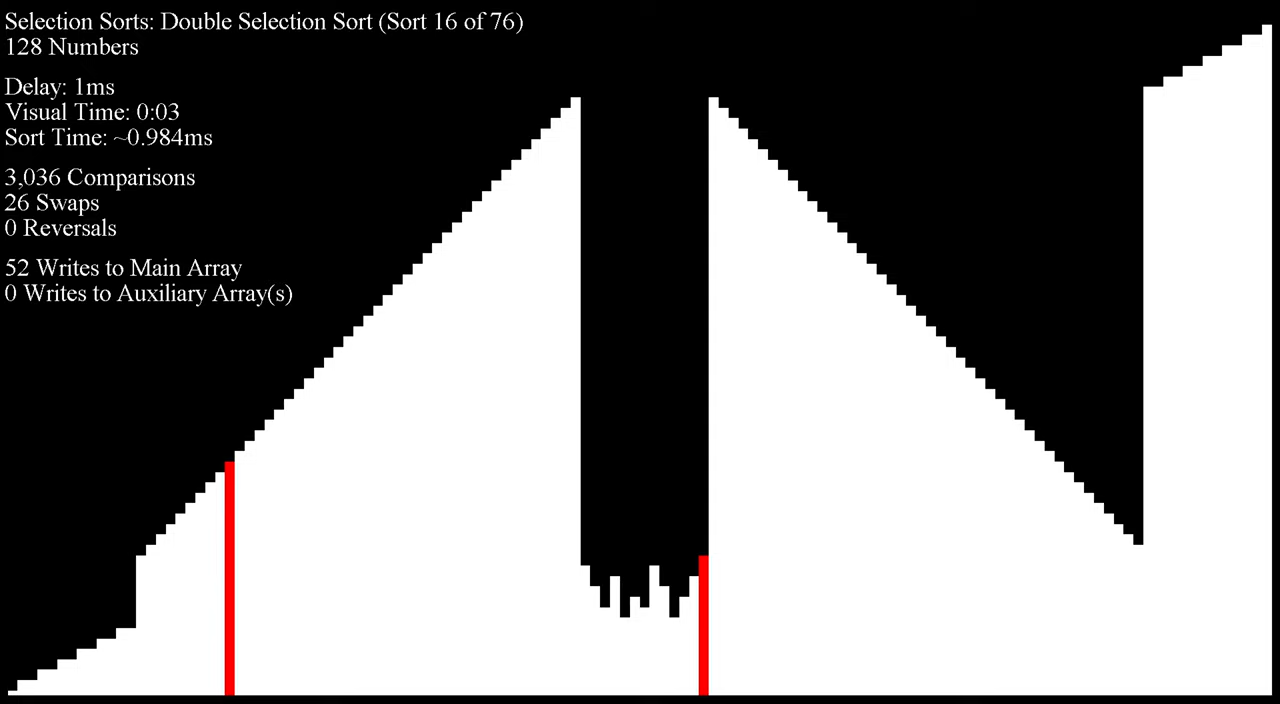 Selection Sorts: Double Selection Sort (Sort 16 of 76)
128 Numbers
Delay: 1ms
Visual Time: 0:03
Sort Time: ~0.984ms
3,036 Comparisons
26 Swaps
0 Reversals
52 Writes to Main Array
0 Writes to Auxiliary Array(s)